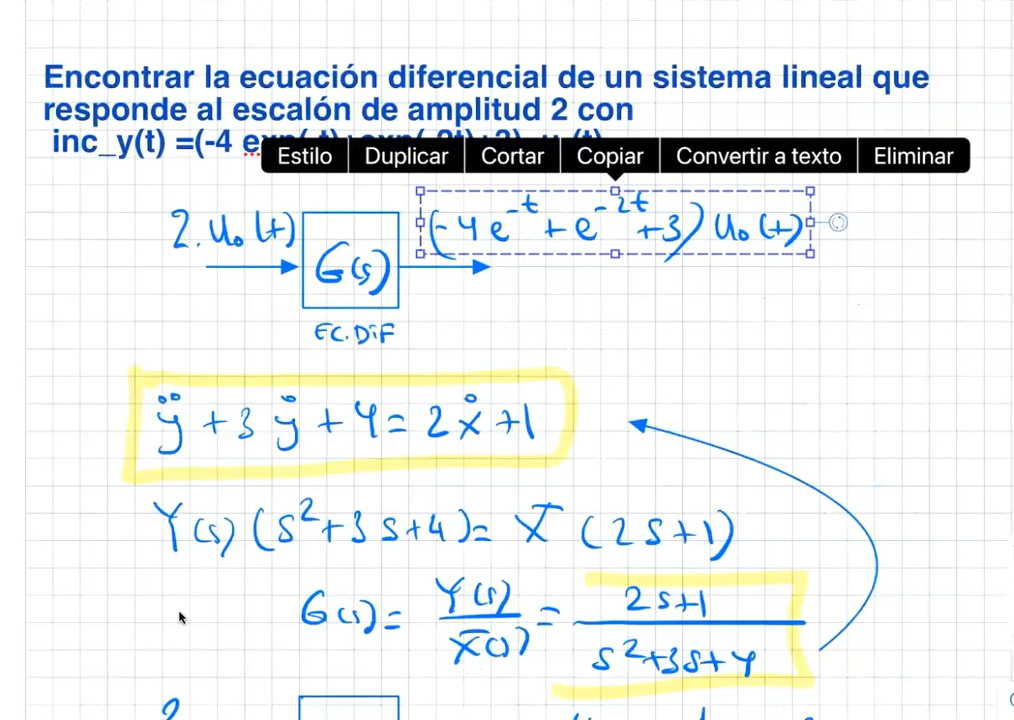 Encontrar la ecuación diferencial de un sistema lineal que
responde al escalón de amplitud 2 con
inc_y(t) =(-4
Estilo Duplicar Cortar Copiar Convertir a texto Eliminar
2. u₀(t) G(s) (-4e^{-t} + e^{-2t} + 3) u₀(t)
EC. DIF
ÿ + 3 ẏ + 4 = 2 ẋ + 1
Y(s) (s² + 3s + 4) = X (2s + 1)
G(s) = Y(s) / X(s) = 2s+1 / s²+3s+4